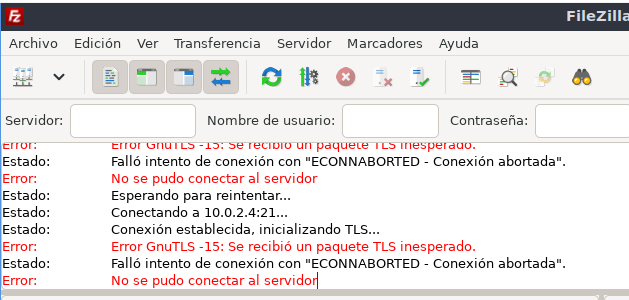 FileZilla
Archivo Edición Ver Transferencia Servidor Marcadores Ayuda
Servidor: Nombre de usuario: Contraseña:
Error: Error GnuTLS -15: Se recibió un paquete TLS inesperado.
Estado: Falló intento de conexión con "ECONNABORTED - Conexión abortada".
Error: No se pudo conectar al servidor
Estado: Esperando para reintentar...
Estado: Conectando a 10.0.2.4:21...
Estado: Conexión establecida, inicializando TLS...
Error: Error GnuTLS -15: Se recibió un paquete TLS inesperado.
Estado: Falló intento de conexión con "ECONNABORTED - Conexión abortada".
Error: No se pudo conectar al servidor